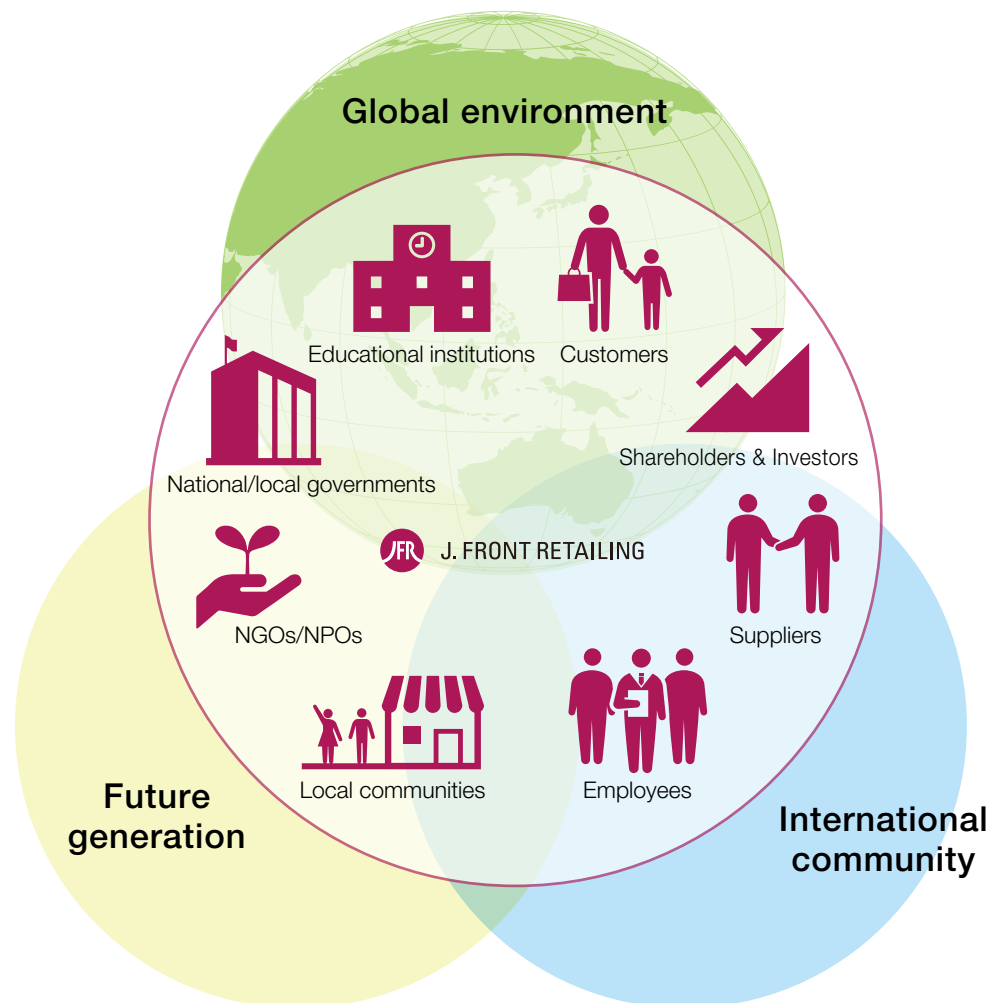 Global environment
Educational institutions
Customers
Shareholders & Investors
National/local governments
JFR J. FRONT RETAILING
NGOs/NPOs
Suppliers
Local communities
Employees
Future
generation
International
community